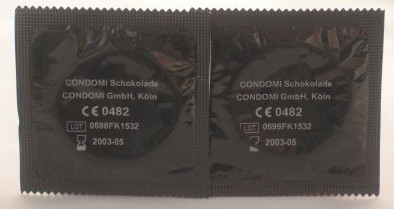 CONDOMI Schokolade
CONDOMI GmbH, Köln
CE 0482
LOT 0698FK1532
2003-05
CONDOMI Schokolade
CONDOMI GmbH, Köln
CE 0482
LOT 0698FK1532
2003-05